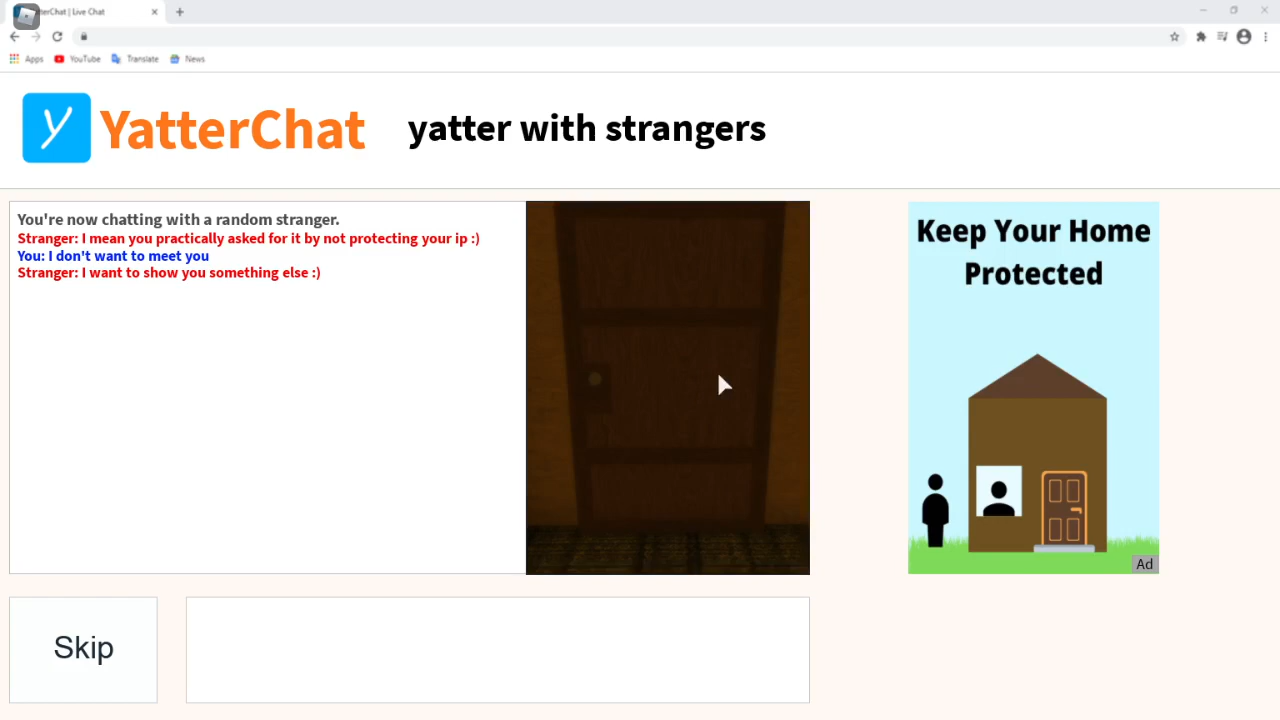 YatterChat | Live Chat
Apps
YouTube
Translate
News
y
YatterChat
yatter with strangers
You're now chatting with a random stranger.
Stranger: I mean you practically asked for it by not protecting your ip :)
You: I don't want to meet you
Stranger: I want to show you something else :)
Keep Your Home
Protected
Ad
Skip